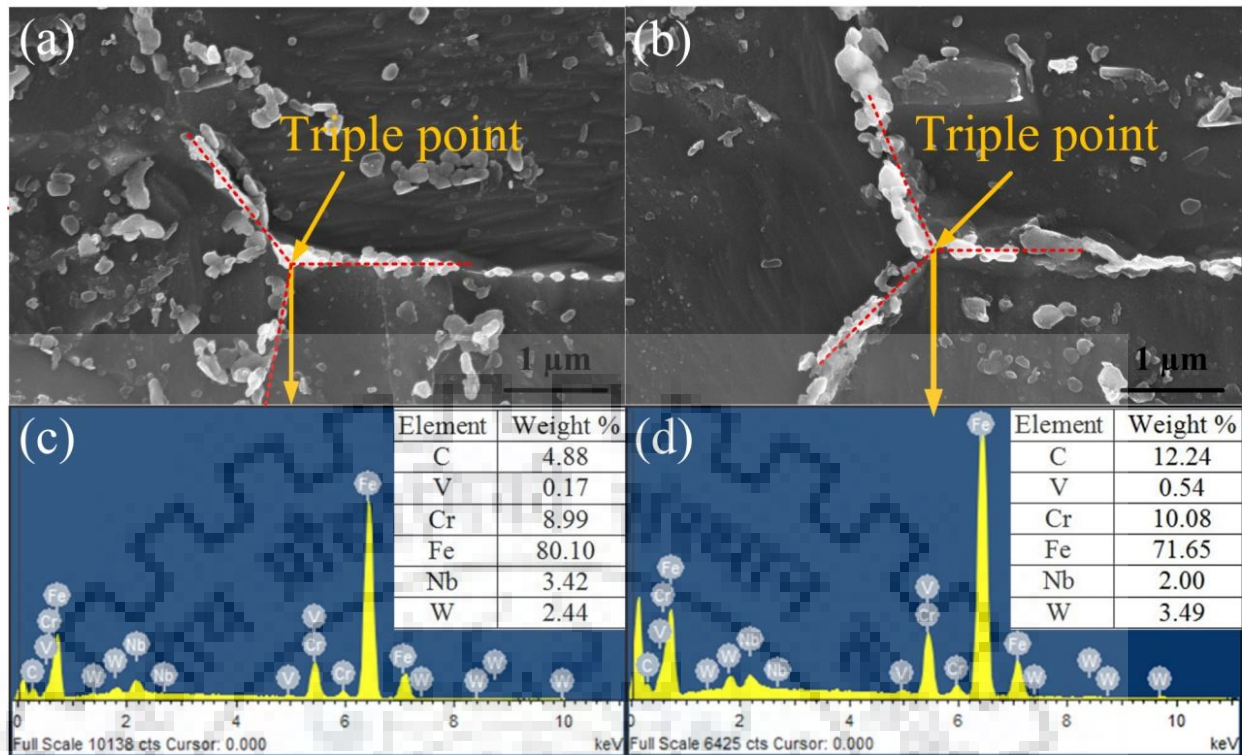 (a)
Triple point
1 µm
(b)
Triple point
1 µm
(c)
Element Weight %
C 4.88
V 0.17
Cr 8.99
Fe 80.10
Nb 3.42
W 2.44
Fe
Fe
Cr
V
C
W
W
Nb
Nb
V
V
Cr
Cr
Fe
W
W
W
W
0 2 4 6 8 10
Full Scale 10138 cts Cursor: 0.000 keV
(d)
Element Weight %
C 12.24
V 0.54
Cr 10.08
Fe 71.65
Nb 2.00
W 3.49
Fe
Fe
Cr
V
C
W
W
Nb
Nb
V
V
Cr
Cr
Fe
W
W
W
W
0 2 4 6 8 10
Full Scale 6425 cts Cursor: 0.000 keV